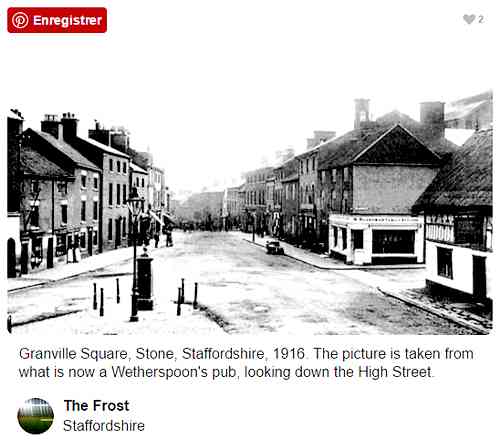 Enregistrer
2
Granville Square, Stone, Staffordshire, 1916. The picture is taken from
what is now a Wetherspoon's pub, looking down the High Street.
The Frost
Staffordshire